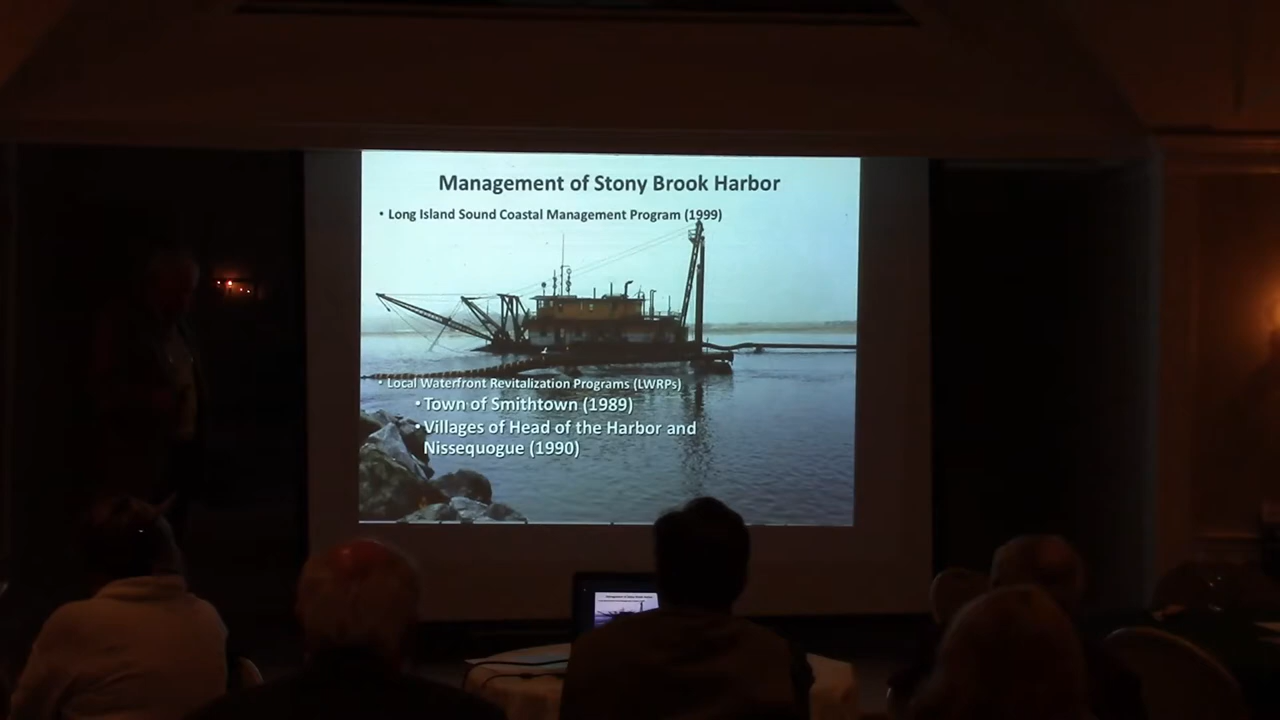 Management of Stony Brook Harbor
• Long Island Sound Coastal Management Program (1999)
• Local Waterfront Revitalization Programs (LWRPs)
• Town of Smithtown (1989)
• Villages of Head of the Harbor and
Nissequogue (1990)